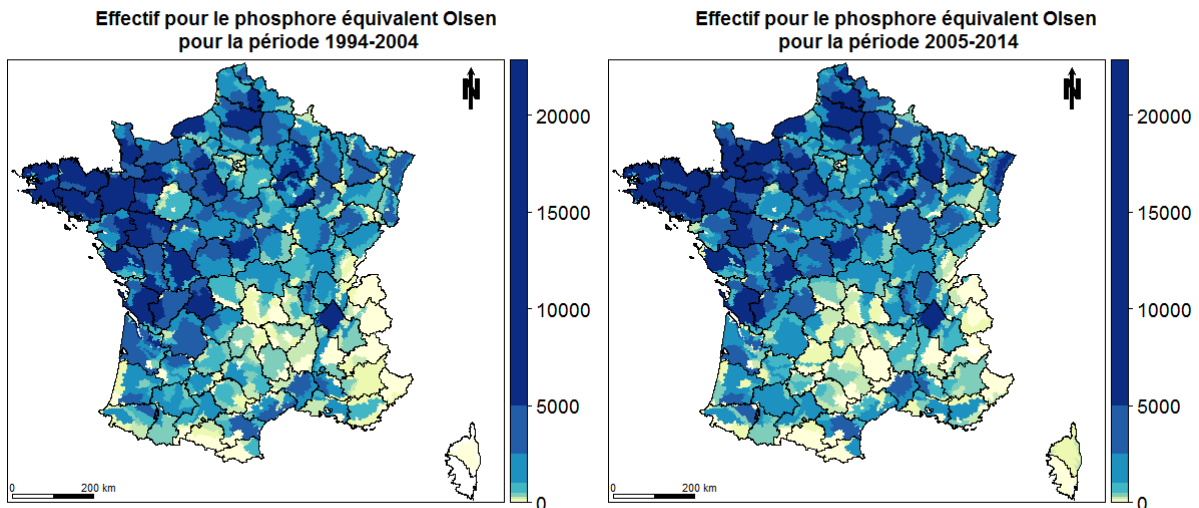 Effectif pour le phosphore équivalent Olsen
pour la période 1994-2004
N
20000
15000
10000
5000
0
0 200 km
Effectif pour le phosphore équivalent Olsen
pour la période 2005-2014
N
20000
15000
10000
5000
0
0 200 km